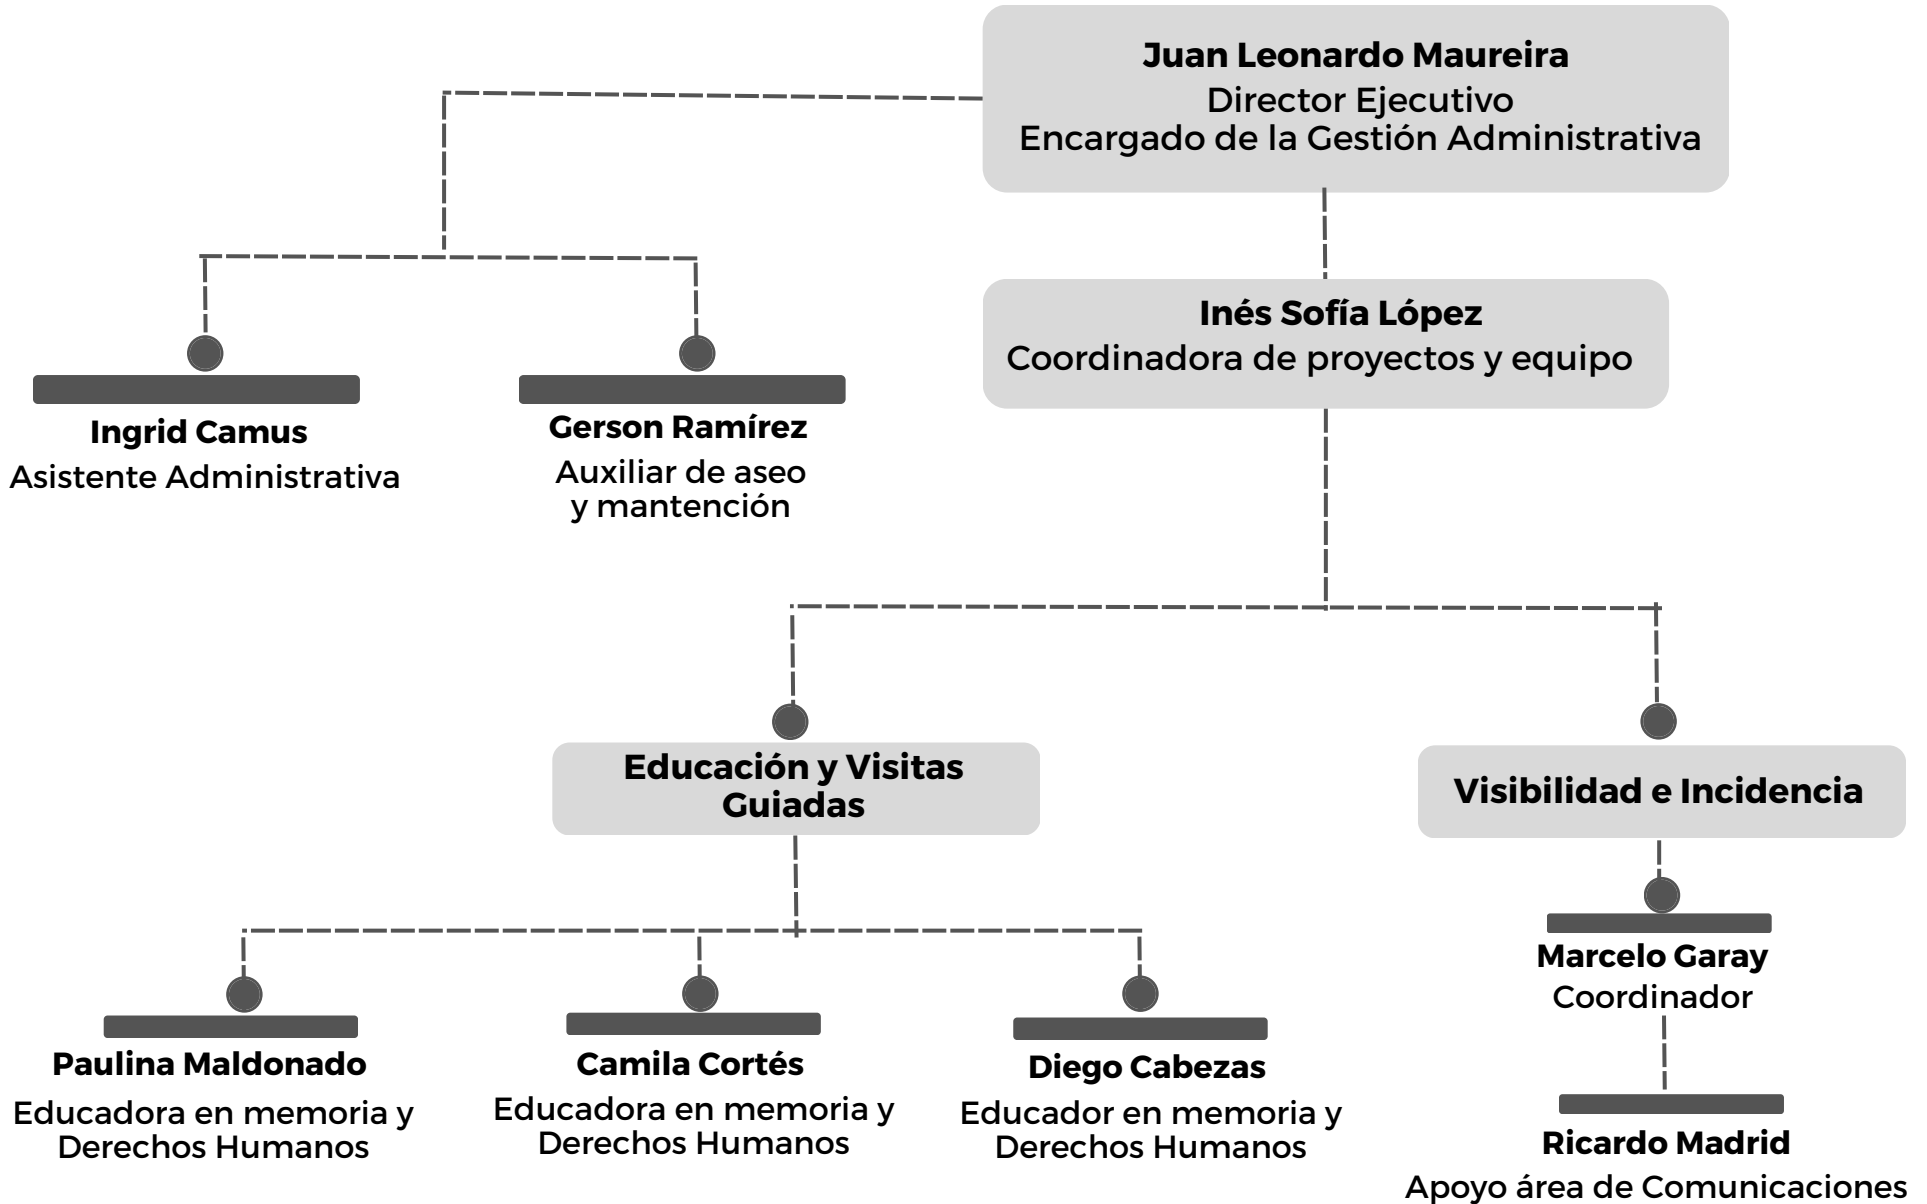 Juan Leonardo Maureira
Director Ejecutivo
Encargado de la Gestión Administrativa
Inés Sofía López
Coordinadora de proyectos y equipo
Ingrid Camus
Asistente Administrativa
Gerson Ramírez
Auxiliar de aseo
y mantención
Educación y Visitas
Guiadas
Visibilidad e Incidencia
Paulina Maldonado
Educadora en memoria y
Derechos Humanos
Camila Cortés
Educadora en memoria y
Derechos Humanos
Diego Cabezas
Educador en memoria y
Derechos Humanos
Marcelo Garay
Coordinador
Ricardo Madrid
Apoyo área de Comunicaciones